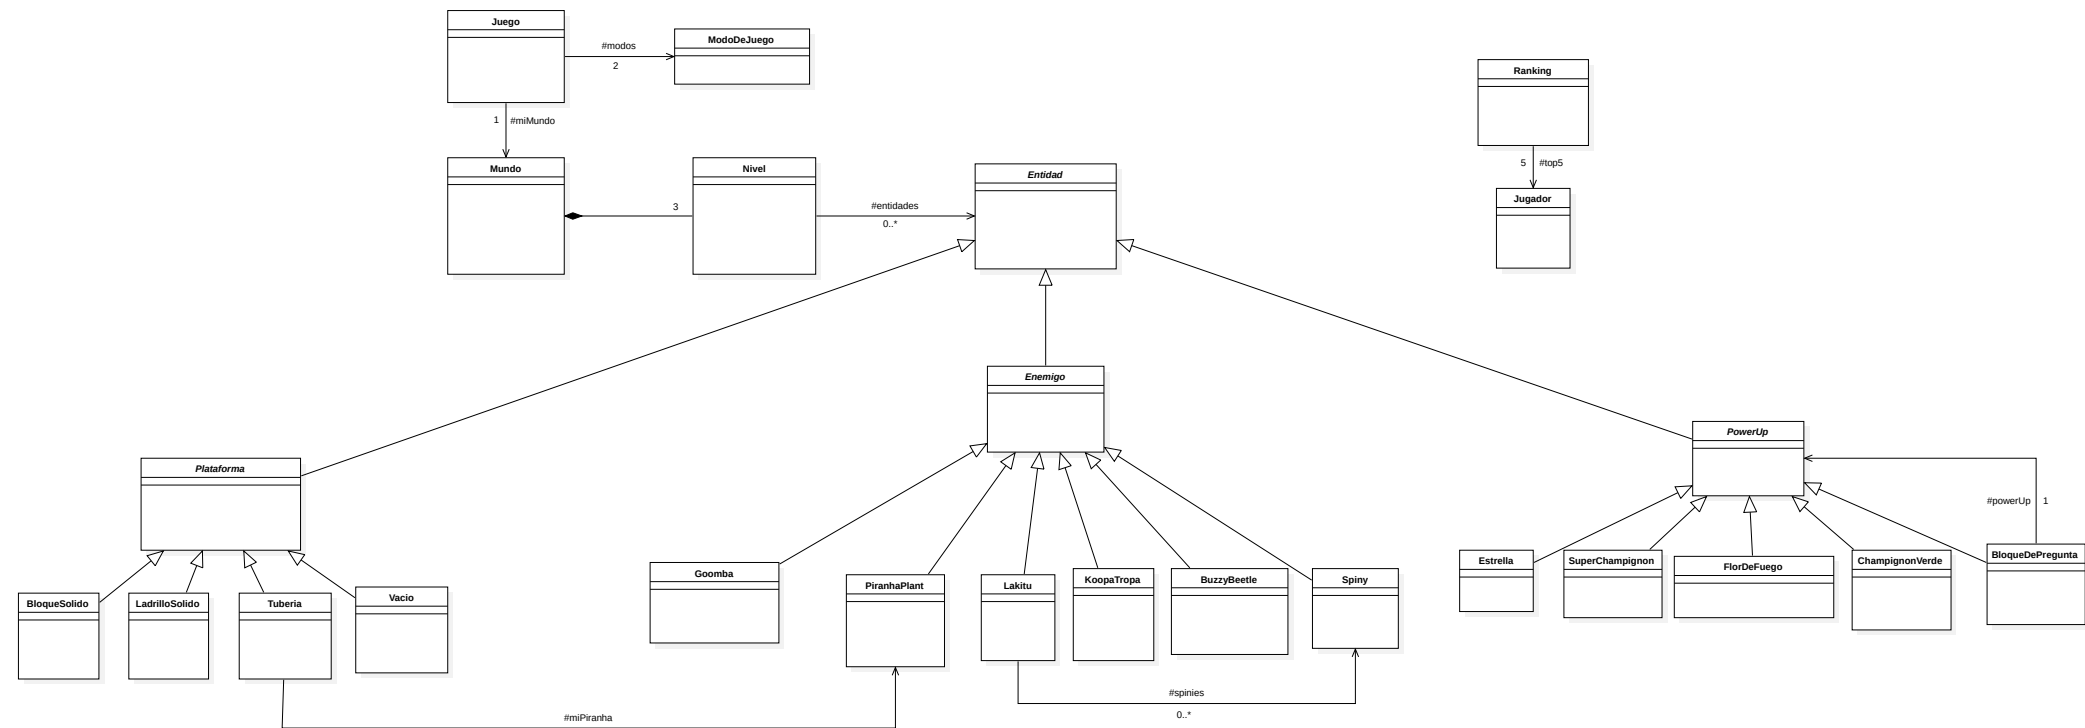 Juego
#modos
2
ModoDeJuego
1
#miMundo
Ranking
5
#top5
Jugador
Mundo
3
Nivel
#entidades
0..*
Entidad
Enemigo
PowerUp
#powerUp
1
Plataforma
BloqueSolido
LadrilloSolido
Tuberia
Vacio
#miPiranha
Goomba
PiranhaPlant
Lakitu
KoopaTropa
BuzzyBeetle
Spiny
#spinies
0..*
Estrella
SuperChampignon
FlorDeFuego
ChampignonVerde
BloqueDePregunta